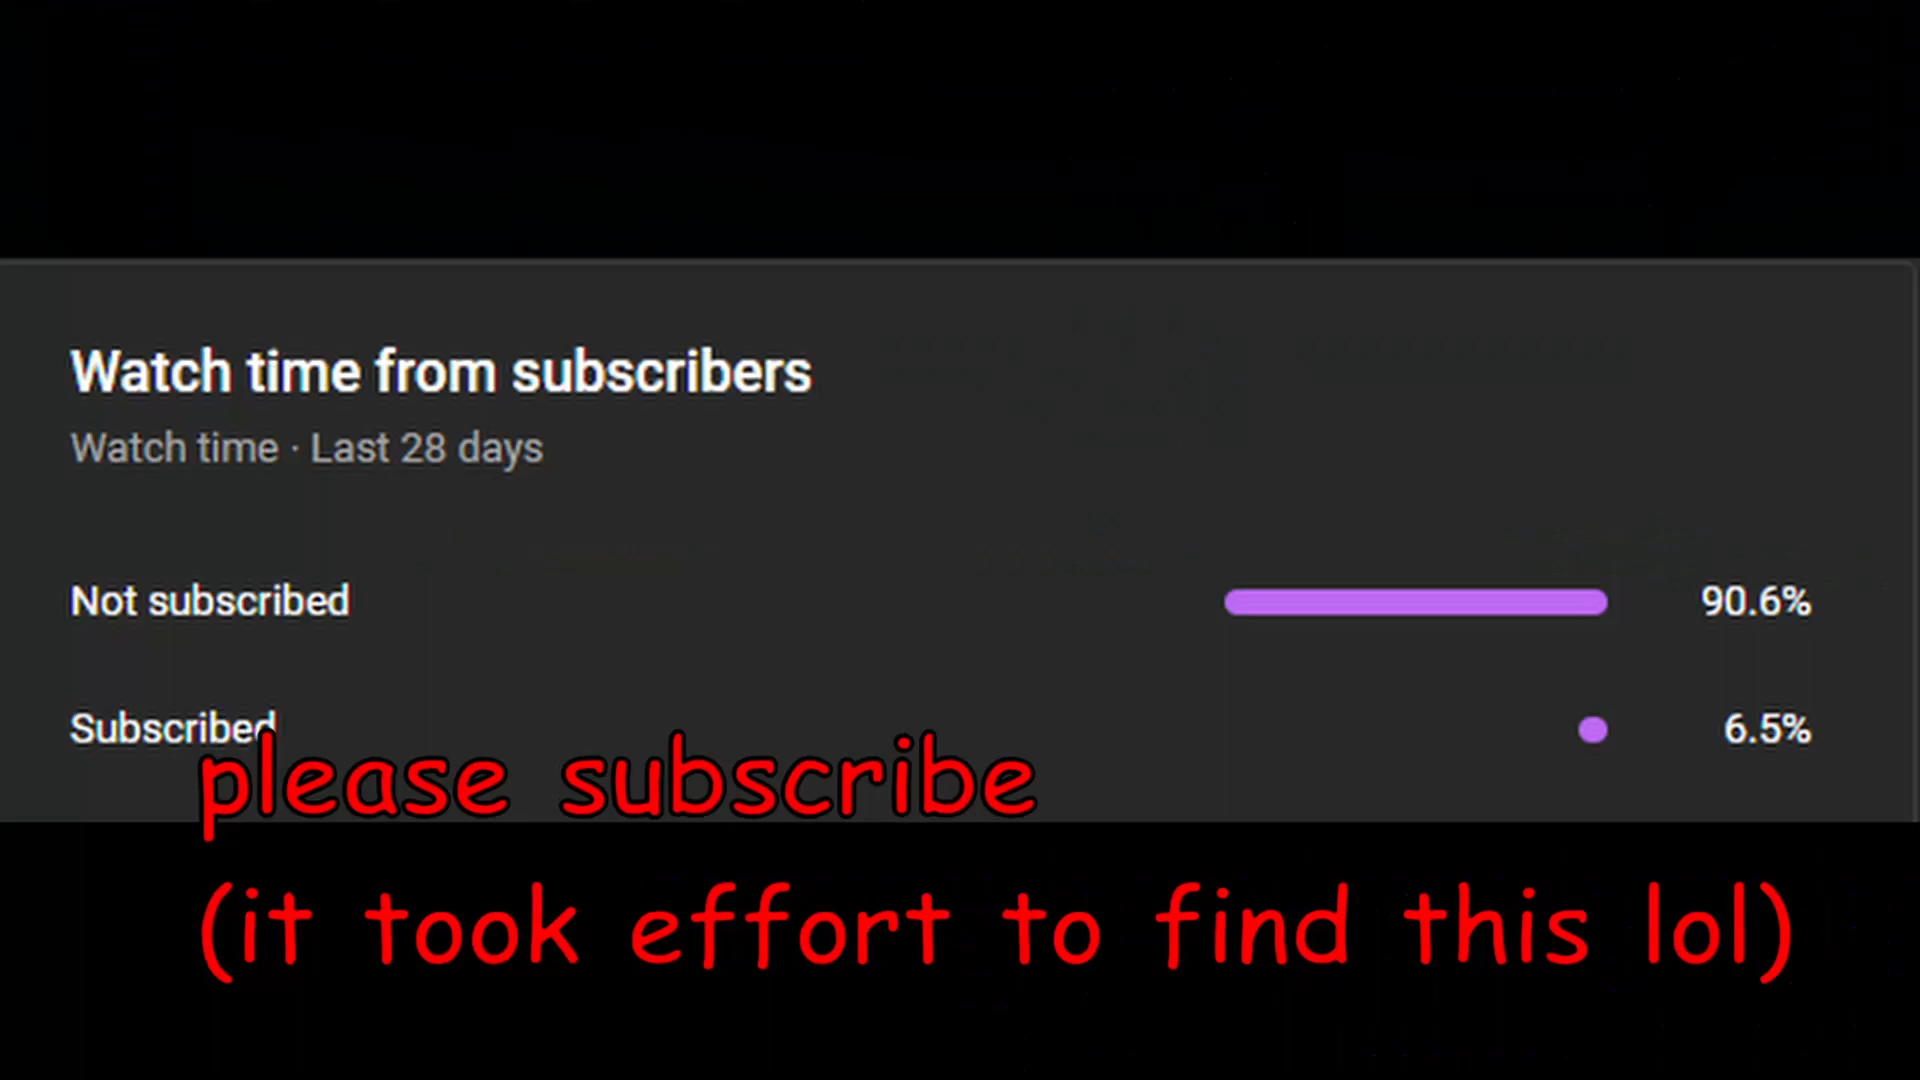 Watch time from subscribers
Watch time · Last 28 days
Not subscribed 90.6%
Subscribed 6.5%
please subscribe
(it took effort to find this lol)